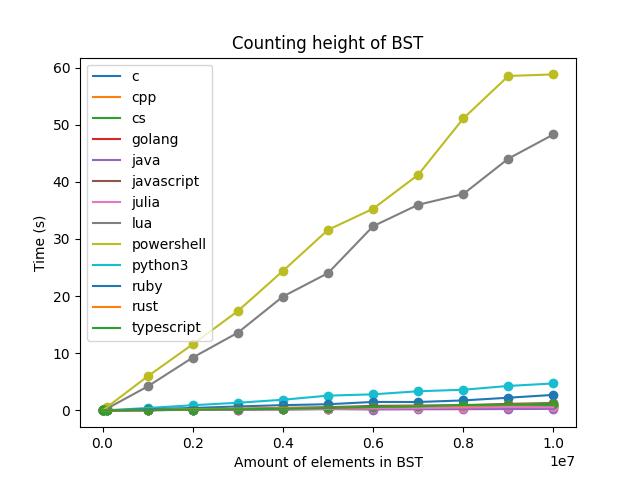 Counting height of BST
60
50
40
30
20
10
0
Time (s)
c
cpp
cs
golang
java
javascript
julia
lua
powershell
python3
ruby
rust
typescript
0.0 0.2 0.4 0.6 0.8 1.0
1e7
Amount of elements in BST